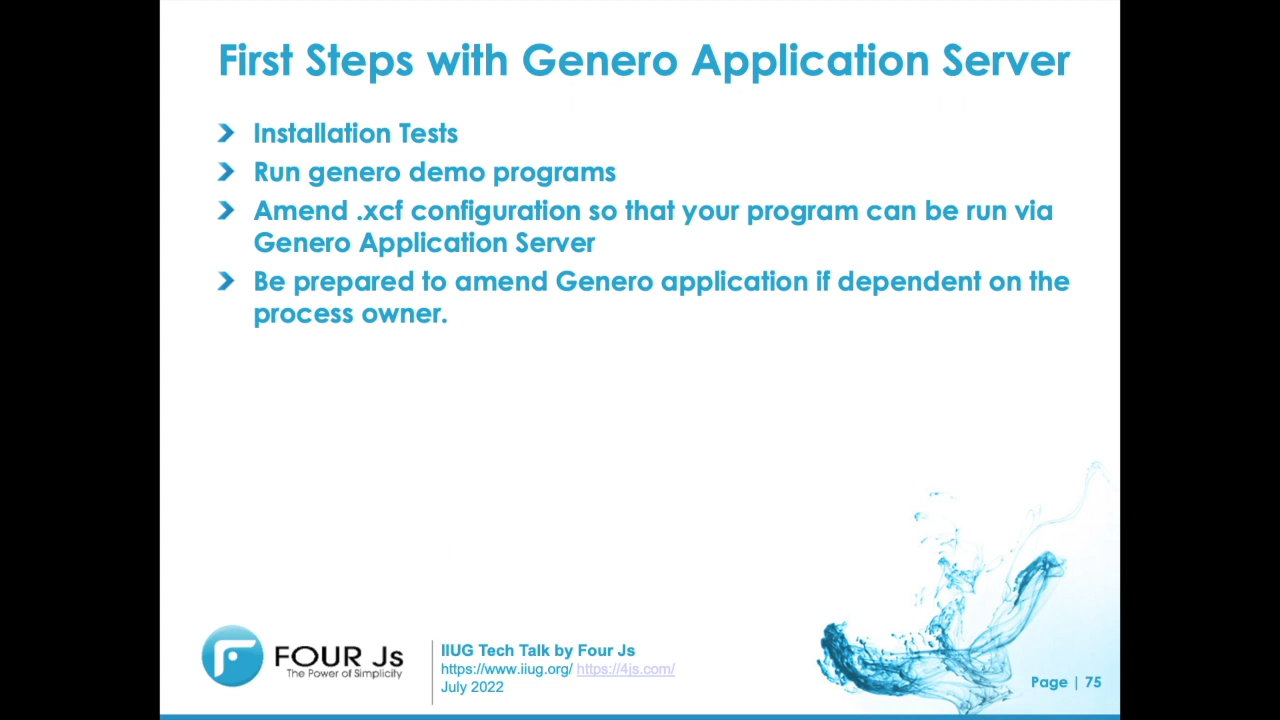 First Steps with Genero Application Server
Installation Tests
Run genero demo programs
Amend .xcf configuration so that your program can be run via
Genero Application Server
Be prepared to amend Genero application if dependent on the
process owner.
FOUR Js
The Power of Simplicity
IIUG Tech Talk by Four Js
https://www.iiug.org/ https://4js.com/
July 2022
Page | 75